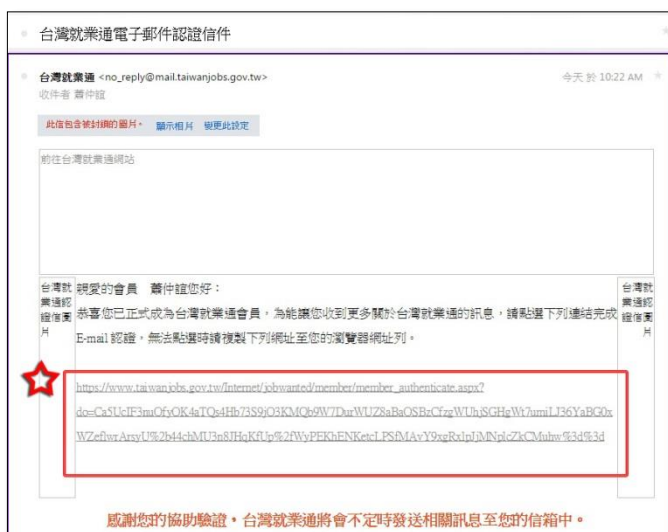 台灣就業通電子郵件認證信件
台灣就業通 <no_reply@mail.taiwanjobs.gov.tw>
今天 於 10:22 AM
收件者 蕭仲誼
此信包含被封鎖的圖片。 顯示相片 變更此設定
前往台灣就業通網站
台灣就
業通認
證信圖
片
親愛的會員 蕭仲誼您好：
恭喜您已正式成為台灣就業通會員，為能讓您收到更多關於台灣就業通的訊息，請點選下列連結完成
E-mail 認證，無法點選時請複製下列網址至您的瀏覽器網址列。
台灣就
業通認
證信圖
片
https://www.taiwanjobs.gov.tw/Internet/jobwanted/member/member_authenticate.aspx?
感謝您的協助驗證，台灣就業通將會不定時發送相關訊息至您的信箱中。